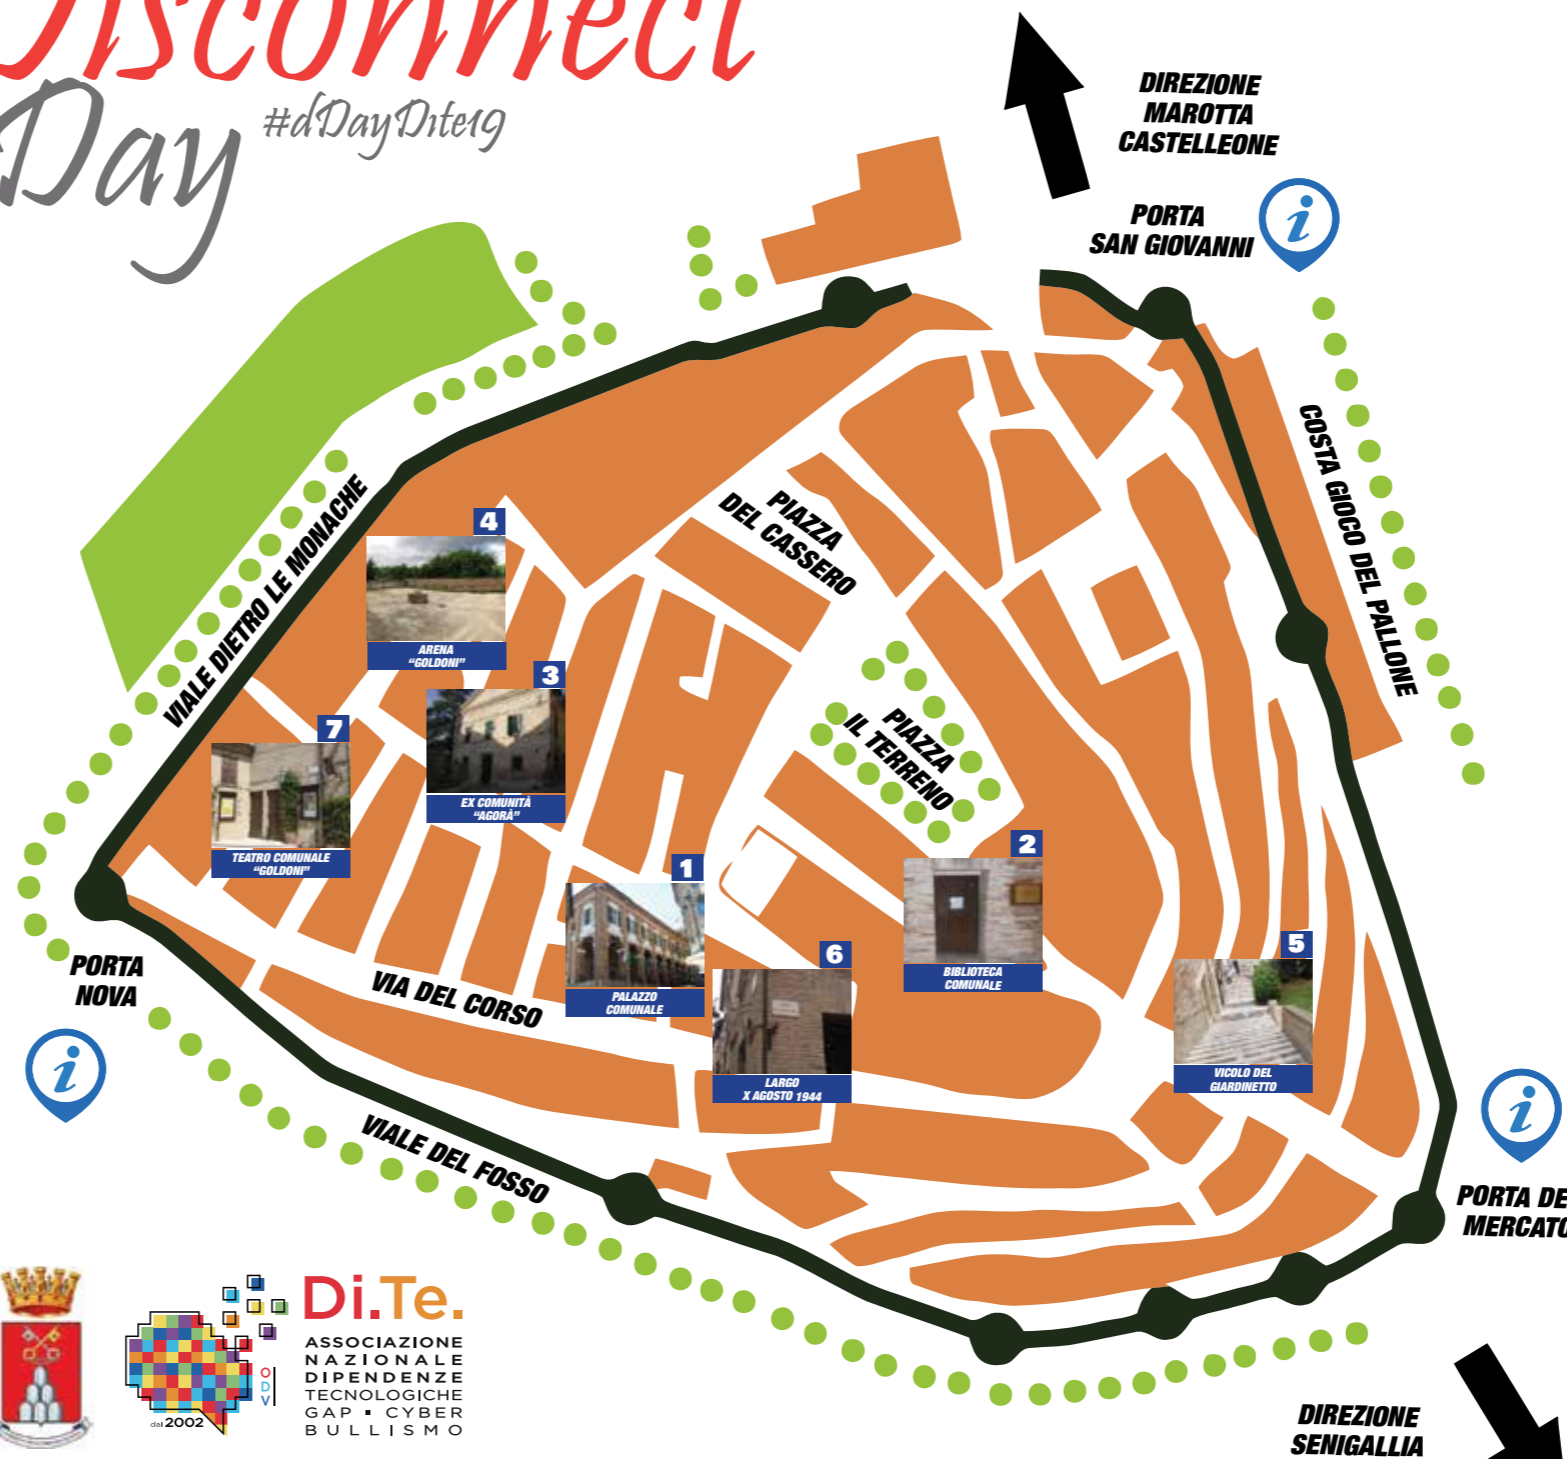 Disconnect
Day
#dDayDite19
DIREZIONE
MAROTTA
CASTELLEONE
PORTA
SAN GIOVANNI
COSTA GIOCO DEL PALLONE
PIAZZA
DEL CASSERO
VIALE DIETRO LE MONACHE
4
ARENA
“GOLDONI”
3
EX COMUNITÀ
“AGORÀ”
7
TEATRO COMUNALE
“GOLDONI”
PIAZZA
IL TERRENO
1
PALAZZO
COMUNALE
2
BIBLIOTECA
COMUNALE
6
LARGO
X AGOSTO 1944
5
VICOLO DEL
GIARDINETTO
PORTA
NOVA
VIA DEL CORSO
VIALE DEL FOSSO
PORTA DE
MERCATO
DIREZIONE
SENIGALLIA
dal 2002
ODV
Di.Te.
ASSOCIAZIONE
NAZIONALE
DIPENDENZE
TECNOLOGICHE
GAP ▪ CYBER
BULLISMO